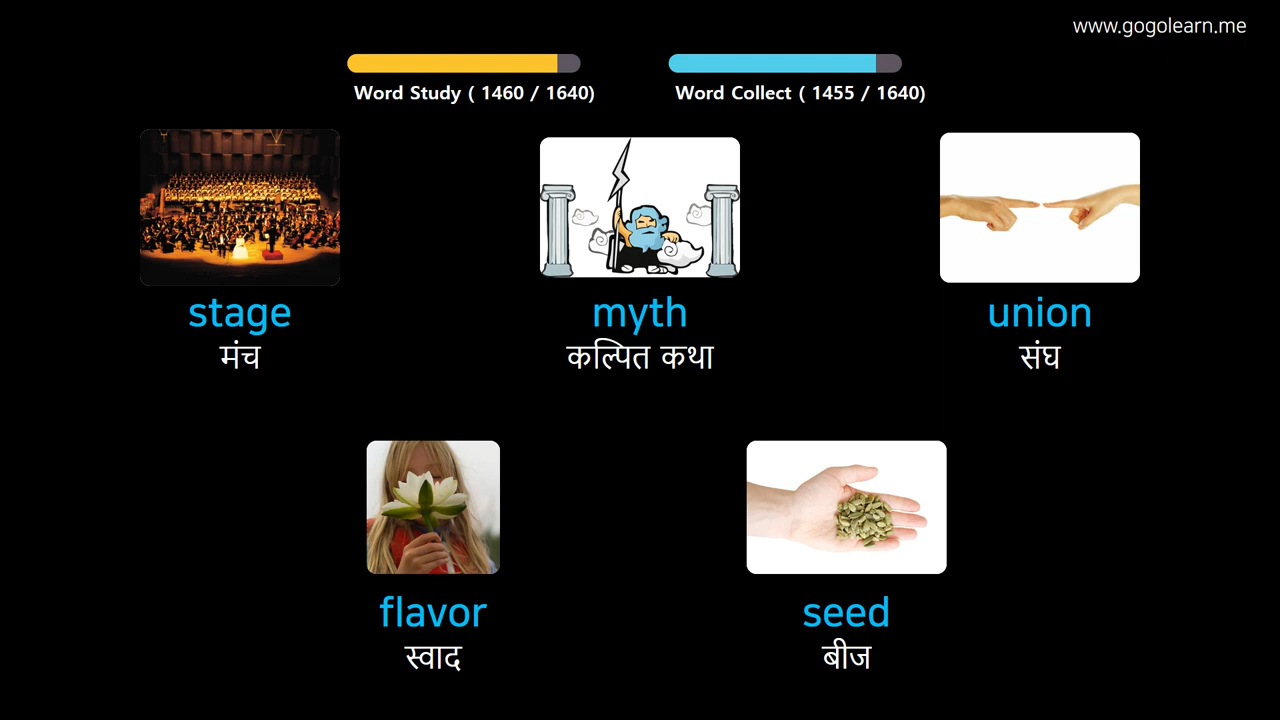 www.gogolearn.me
Word Study ( 1460 / 1640)
Word Collect ( 1455 / 1640)
stage
मंच
myth
कल्पित कथा
union
संघ
flavor
स्वाद
seed
बीज